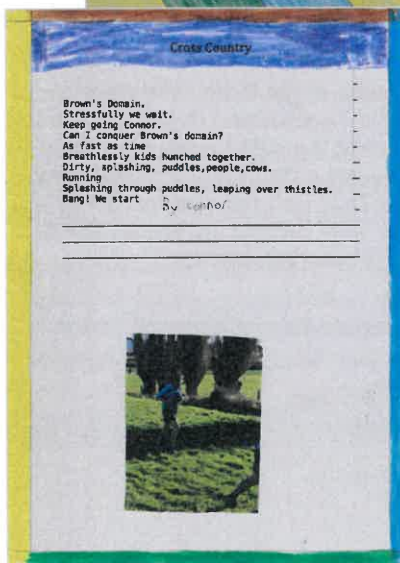 Cross Country
Brown's Domain.
Stressfully we wait.
Keep going Connor.
Can I conquer Brown's domain?
As fast as time
Breathlessly kids hunched together.
Dirty, splashing, puddles,people,cows.
Running
Splashing through puddles, leaping over thistles.
Bang! We start
By connor